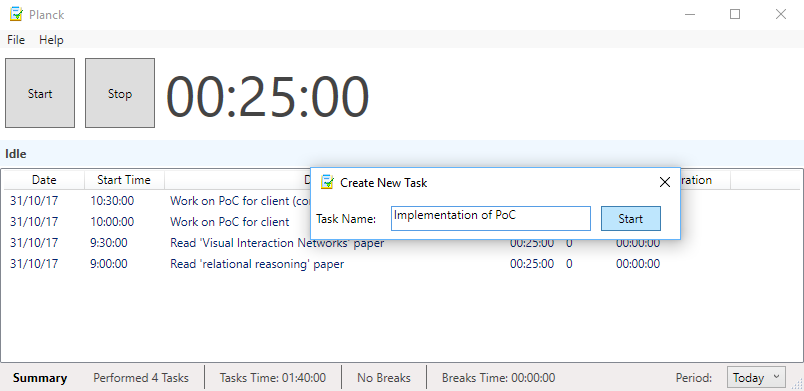 Planck
File Help
Start Stop 00:25:00
Idle
Date Start Time
Create New Task
31/10/17 10:30:00 Work on PoC for client
Task Name: Implementation of PoC Start
31/10/17 10:00:00 Work on PoC for client
31/10/17 9:30:00 Read 'Visual Interaction Networks' paper 00:25:00 0 00:00:00
31/10/17 9:00:00 Read 'relational reasoning' paper 00:25:00 0 00:00:00
Summary Performed 4 Tasks Tasks Time: 01:40:00 No Breaks Breaks Time: 00:00:00 Period: Today